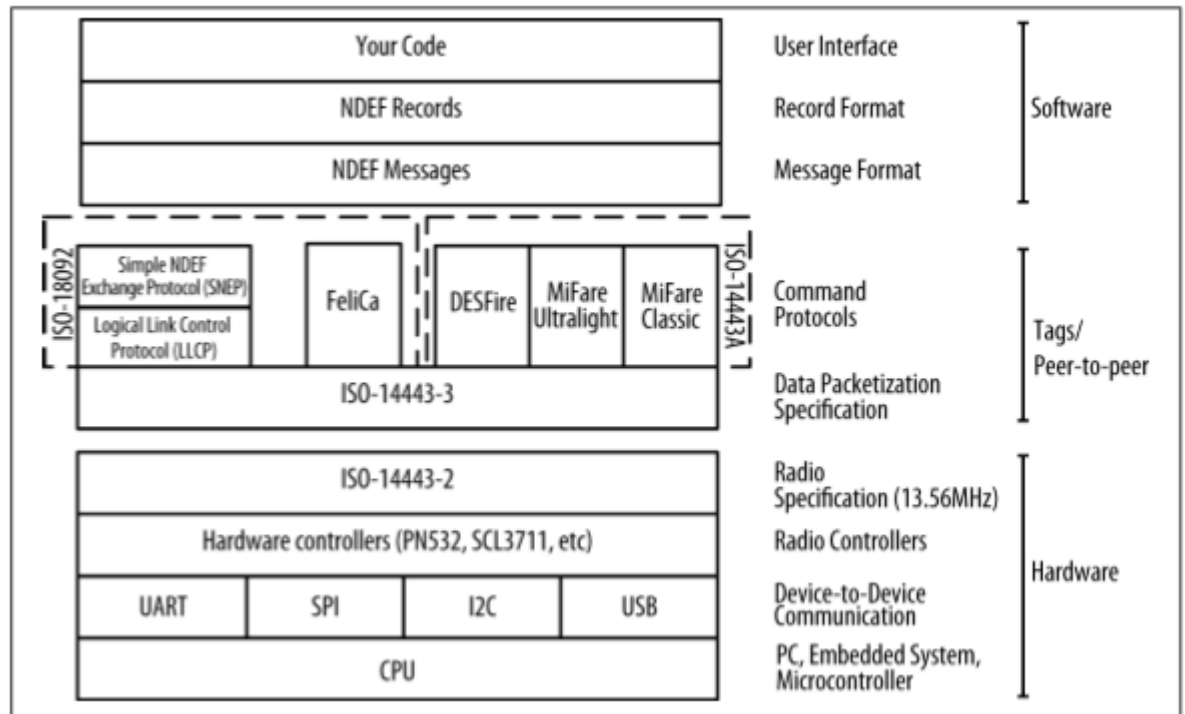 Your Code
User Interface
NDEF Records
Record Format
Software
NDEF Messages
Message Format
ISO-18092
Simple NDEF
Exchange Protocol (SNEP)
Logical Link Control
Protocol (LLCP)
FeliCa
DESFire
MiFare
Ultralight
MiFare
Classic
ISO-14443A
Command
Protocols
Tags/
Peer-to-peer
ISO-14443-3
Data Packetization
Specification
ISO-14443-2
Radio
Specification (13.56MHz)
Hardware controllers (PN532, SCL3711, etc)
Radio Controllers
Hardware
UART
SPI
I2C
USB
Device-to-Device
Communication
CPU
PC, Embedded System,
Microcontroller